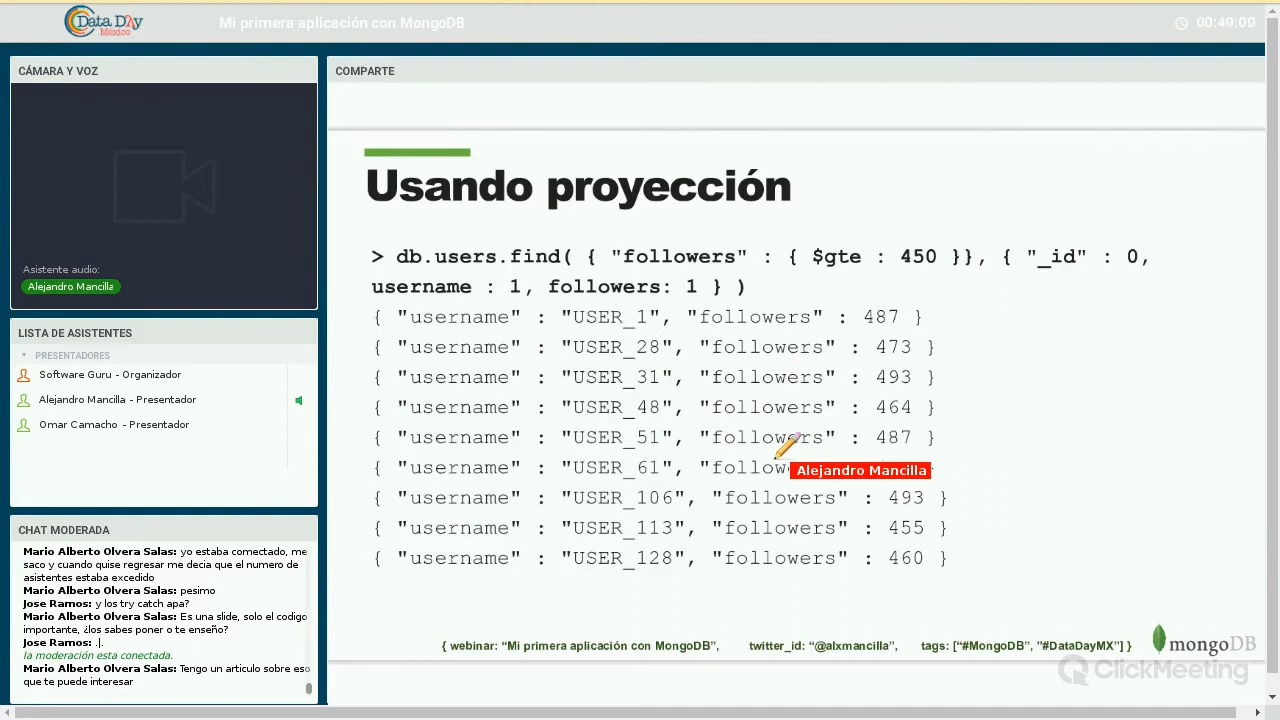 Data Day
México
Mi primera aplicación con MongoDB
00:49:00
CÁMARA Y VOZ
Asistente audio:
Alejandro Mancilla
LISTA DE ASISTENTES
PRESENTADORES
Software Guru - Organizador
Alejandro Mancilla - Presentador
Omar Camacho - Presentador
CHAT MODERADA
Mario Alberto Olvera Salas: yo estaba comectado, me
saco y cuando quise regresar me decia que el numero de
asistentes estaba excedido
Mario Alberto Olvera Salas: pesimo
Jose Ramos: y los try catch apa?
Mario Alberto Olvera Salas: Es una slide, solo el codigo
importante, ¿los sabes poner o te enseño?
Jose Ramos: .|.
la moderación esta conectada.
Mario Alberto Olvera Salas: Tengo un articulo sobre eso
que te puede interesar
COMPARTE
Usando proyección
> db.users.find( { "followers" : { $gte : 450 }}, { "_id" : 0,
username : 1, followers: 1 } )
{ "username" : "USER_1", "followers" : 487 }
{ "username" : "USER_28", "followers" : 473 }
{ "username" : "USER_31", "followers" : 493 }
{ "username" : "USER_48", "followers" : 464 }
{ "username" : "USER_51", "followers" : 487 }
{ "username" : "USER_61",
Alejandro Mancilla
{ "username" : "USER_106", "followers" : 493 }
{ "username" : "USER_113", "followers" : 455 }
{ "username" : "USER_128", "followers" : 460 }
{ webinar: “Mi primera aplicación con MongoDB”, twitter_id: “@alxmancilla”, tags: [“#MongoDB”, ”#DataDayMX”] }
mongoDB
ClickMeeting